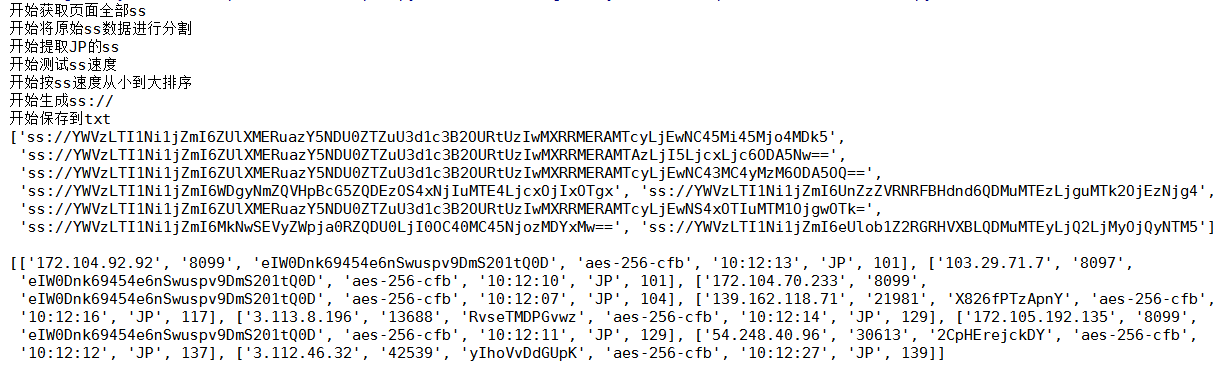 开始获取页面全部ss
开始将原始ss数据进行分割
开始提取JP的ss
开始测试ss速度
开始按ss速度从小到大排序
开始生成ss://
开始保存到txt
['ss://YWVzLTI1Ni1jZmI6ZUlXMERuazY5NDU0ZTZuU3d1c3B2OURtUzIwMXRRMERAMTcyLjEwNC45Mi45Mjo4MDk5',
'ss://YWVzLTI1Ni1jZmI6ZUlXMERuazY5NDU0ZTZuU3d1c3B2OURtUzIwMXRRMERAMTAzLjI5LjcxLjc6ODA5Nw==',
'ss://YWVzLTI1Ni1jZmI6ZUlXMERuazY5NDU0ZTZuU3d1c3B2OURtUzIwMXRRMERAMTcyLjEwNC43MC4yMzM6ODA5OQ==',
'ss://YWVzLTI1Ni1jZmI6WDgyNmZQVHpBcG5ZQDEzOS4xNjIuMTE4LjcxOjIxOTgx', 'ss://YWVzLTI1Ni1jZmI6UnZzZVRNRFBHdnd6QDMuMTEzLjguMTk2OjEzNjg4',
'ss://YWVzLTI1Ni1jZmI6ZUlXMERuazY5NDU0ZTZuU3d1c3B2OURtUzIwMXRRMERAMTcyLjEwNS4xOTIuMTM1OjgwOTk=',
'ss://YWVzLTI1Ni1jZmI6MkNwSEVyZWpja0RZQDU0LjI0OC40MC45NjozMDYxMw==', 'ss://YWVzLTI1Ni1jZmI6eUlob1Z2RGRHVXBLQDMuMTEyLjQ2LjMyOjQyNTM5']
[['172.104.92.92', '8099', 'eIW0Dnk69454e6nSwuspv9DmS201tQ0D', 'aes-256-cfb', '10:12:13', 'JP', 101], ['103.29.71.7', '8097',
'eIW0Dnk69454e6nSwuspv9DmS201tQ0D', 'aes-256-cfb', '10:12:10', 'JP', 101], ['172.104.70.233', '8099',
'eIW0Dnk69454e6nSwuspv9DmS201tQ0D', 'aes-256-cfb', '10:12:07', 'JP', 104], ['139.162.118.71', '21981', 'X826fPTzApnY', 'aes-256-cfb',
'10:12:16', 'JP', 117], ['3.113.8.196', '13688', 'RvseTMDPGvwz', 'aes-256-cfb', '10:12:14', 'JP', 129], ['172.105.192.135', '8099',
'eIW0Dnk69454e6nSwuspv9DmS201tQ0D', 'aes-256-cfb', '10:12:11', 'JP', 129], ['54.248.40.96', '30613', '2CpHErejckDY', 'aes-256-cfb',
'10:12:12', 'JP', 137], ['3.112.46.32', '42539', 'yIhoVvDdGUpK', 'aes-256-cfb', '10:12:27', 'JP', 139]]